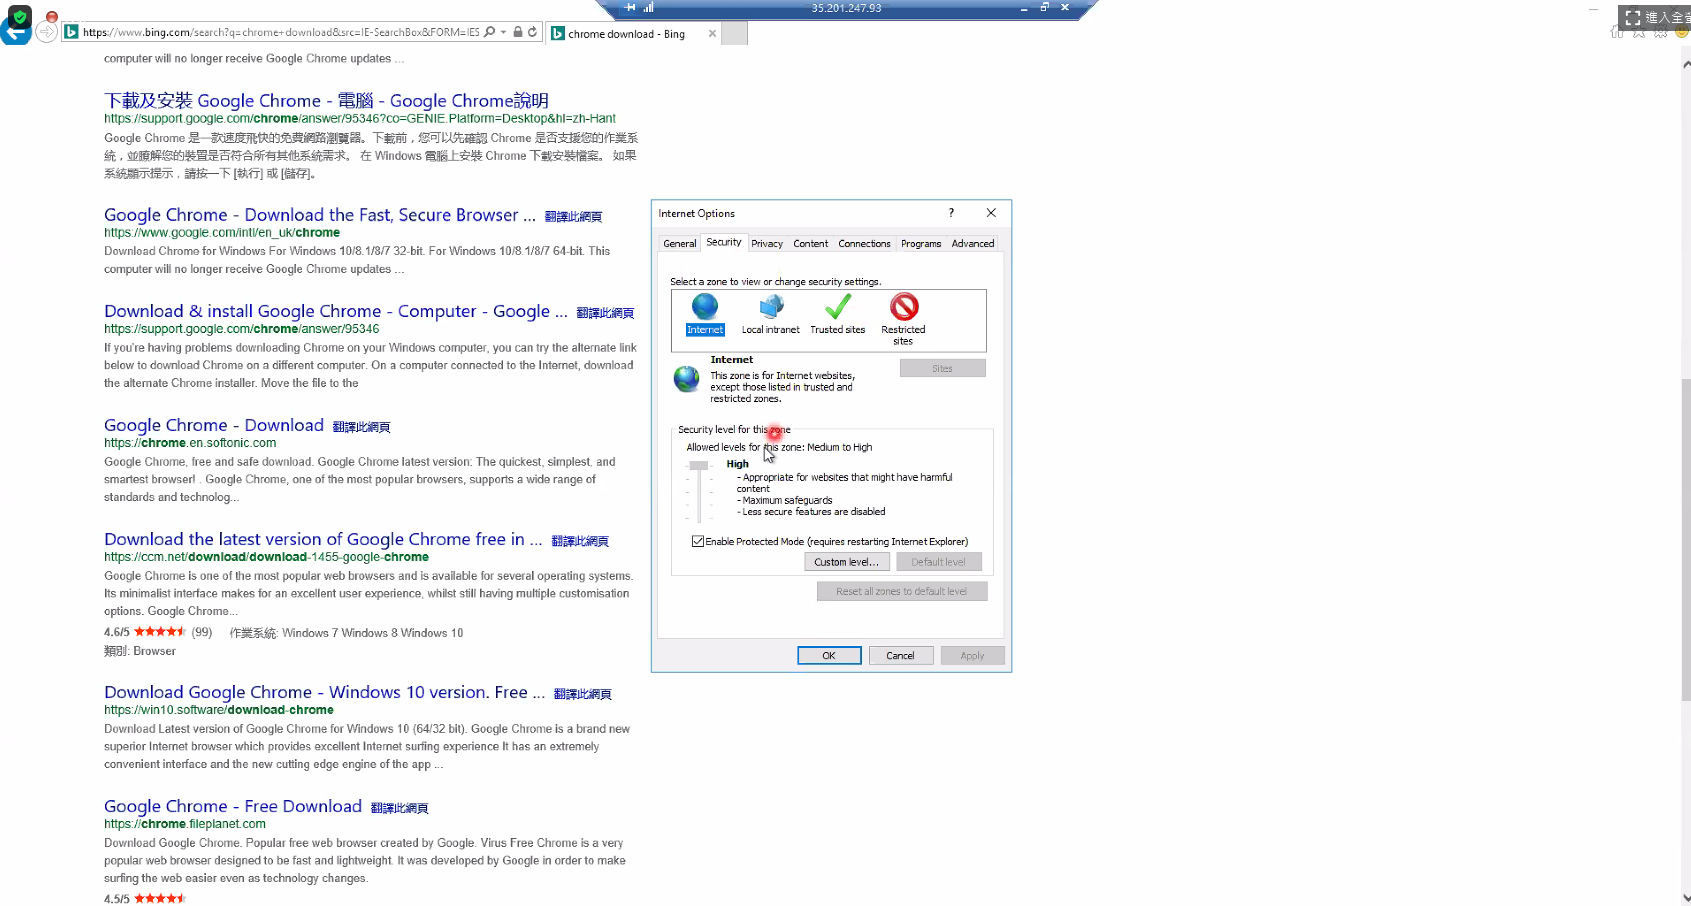 35.201.247.93
進入全
https://www.bing.com/search?q=chrome+download&src=IE-SearchBox&FORM=IES
chrome download - Bing
computer will no longer receive Google Chrome updates ...
下載及安裝 Google Chrome - 電腦 - Google Chrome說明
https://support.google.com/chrome/answer/95346?co=GENIE.Platform=Desktop&hl=zh-Hant
Google Chrome 是一款速度飛快的免費網路瀏覽器。下載前，您可以先確認 Chrome 是否支援您的作業系
統，並瞭解您的裝置是否符合所有其他系統需求。 在 Windows 電腦上安裝 Chrome 下載安裝檔案。 如果
系統顯示提示，請按一下 [執行] 或 [儲存]。
Google Chrome - Download the Fast, Secure Browser ... 翻譯此網頁
https://www.google.com/intl/en_uk/chrome
Download Chrome for Windows For Windows 10/8.1/8/7 32-bit. For Windows 10/8.1/8/7 64-bit. This
computer will no longer receive Google Chrome updates ...
Download & install Google Chrome - Computer - Google ... 翻譯此網頁
https://support.google.com/chrome/answer/95346
If you're having problems downloading Chrome on your Windows computer, you can try the alternate link
below to download Chrome on a different computer. On a computer connected to the Internet, download
the alternate Chrome installer. Move the file to the
Google Chrome - Download 翻譯此網頁
https://chrome.en.softonic.com
Google Chrome, free and safe download. Google Chrome latest version: The quickest, simplest, and
smartest browser! . Google Chrome, one of the most popular browsers, supports a wide range of
standards and technolog...
Download the latest version of Google Chrome free in ... 翻譯此網頁
https://ccm.net/download/download-1455-google-chrome
Google Chrome is one of the most popular web browsers and is available for several operating systems.
Its minimalist interface makes for an excellent user experience, whilst still having multiple customisation
options. Google Chrome...
4.6/5 (99) 作業系統: Windows 7 Windows 8 Windows 10
類別: Browser
Download Google Chrome - Windows 10 version. Free ... 翻譯此網頁
https://win10.software/download-chrome
Download Latest version of Google Chrome for Windows 10 (64/32 bit). Google Chrome is a brand new
superior Internet browser which provides excellent Internet surfing experience It has an extremely
convenient interface and the new cutting edge engine of the app ...
Google Chrome - Free Download 翻譯此網頁
https://chrome.fileplanet.com
Download Google Chrome. Popular free web browser created by Google. Virus Free Chrome is a very
popular web browser designed to be fast and lightweight. It was developed by Google in order to make
surfing the web easier even as technology changes.
4.5/5
Internet Options
General Security Privacy Content Connections Programs Advanced
Select a zone to view or change security settings.
Internet Local intranet Trusted sites Restricted
sites
Internet
Sites
This zone is for Internet websites,
except those listed in trusted and
restricted zones.
Security level for this zone
Allowed levels for this zone: Medium to High
High
- Appropriate for websites that might have harmful
content
- Maximum safeguards
- Less secure features are disabled
Enable Protected Mode (requires restarting Internet Explorer)
Custom level... Default level
Reset all zones to default level
OK Cancel Apply